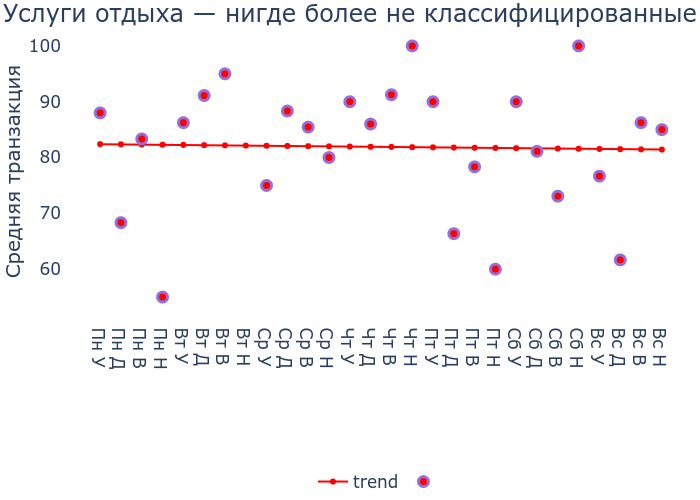 Услуги отдыха — нигде более не классифицированные
Средняя транзакция
100
90
80
70
60
Пн У
Пн Д
Пн В
Пн Н
Вт У
Вт Д
Вт В
Вт Н
Ср У
Ср Д
Ср В
Ср Н
Чт У
Чт Д
Чт В
Чт Н
Пт У
Пт Д
Пт В
Пт Н
Сб У
Сб Д
Сб В
Сб Н
Вс У
Вс Д
Вс В
Вс Н
trend